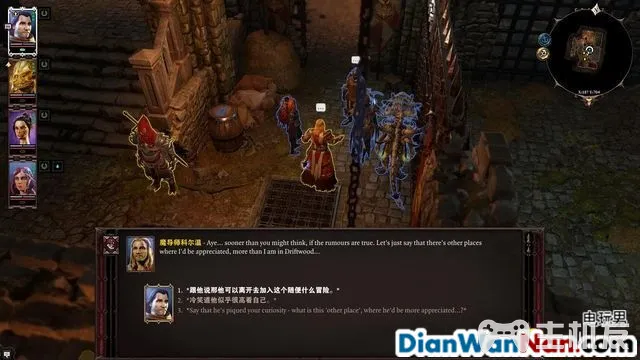 X:187 Y:704
魔导师科尔温 - Aye... sooner than you might think, if the rumours are true. Let's just say that there's other places
where I'd be appreciated, more than I am in Driftwood...
1. *跟他说那他可以离开去加入这个随便什么冒险。*
2. *冷笑道他似乎很高看自己。*
3. *Say that he's piqued your curiosity - what is this 'other place', where he'd be more appreciated...?*
电玩男
DianWanNan.com